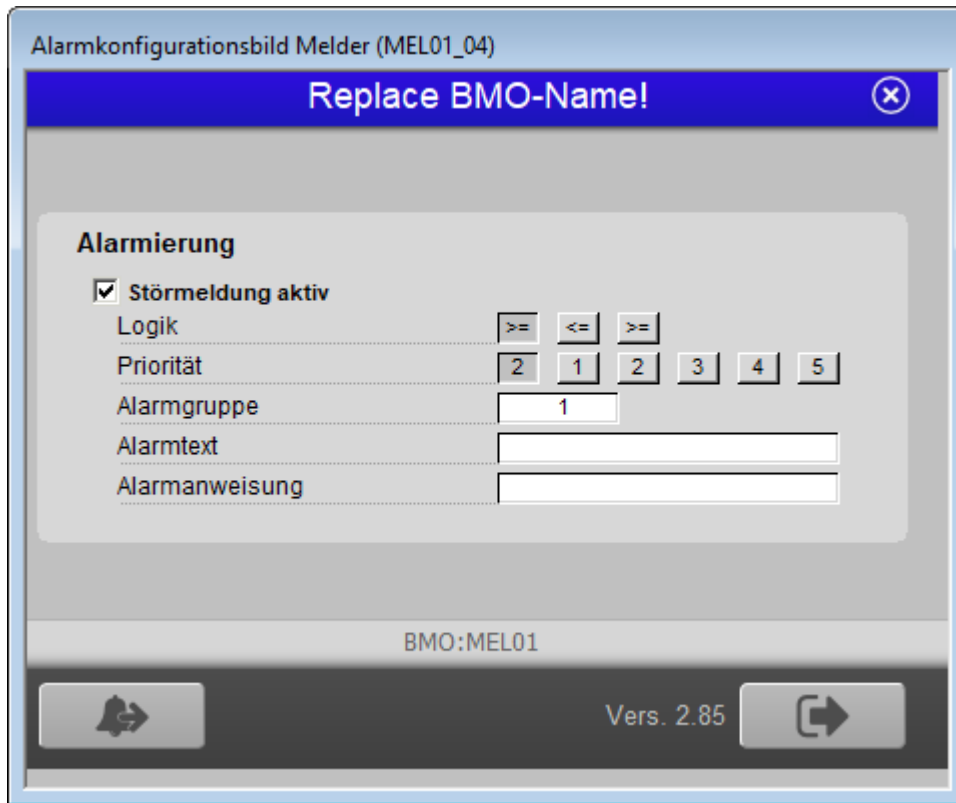 Alarmkonfigurationsbild Melder (MEL01_04)
Replace BMO-Name!
Alarmierung
Störmeldung aktiv
Logik >= <= >=
Priorität 2 1 2 3 4 5
Alarmgruppe 1
Alarmtext
Alarmanweisung
BMO:MEL01
Vers. 2.85